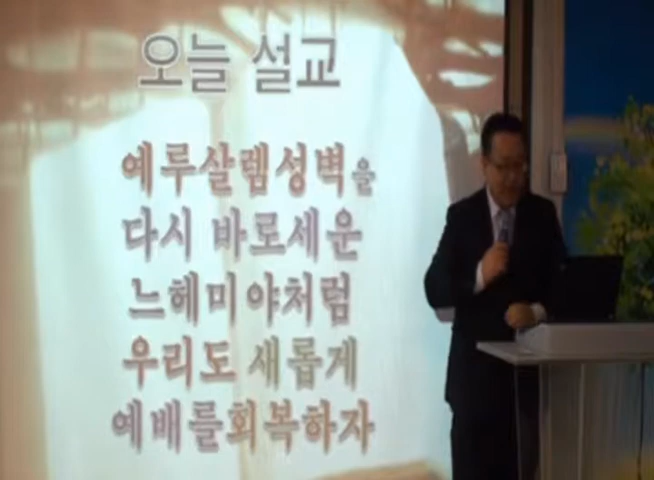 오늘 설교
예루살렘성벽을
다시 바로세운
느헤미야처럼
우리도 새롭게
예배를회복하자